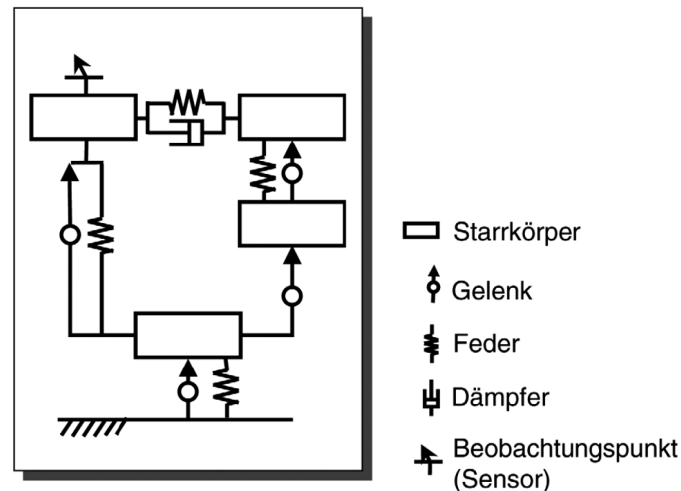 Starrkörper
Gelenk
Feder
Dämpfer
Beobachtungspunkt
(Sensor)